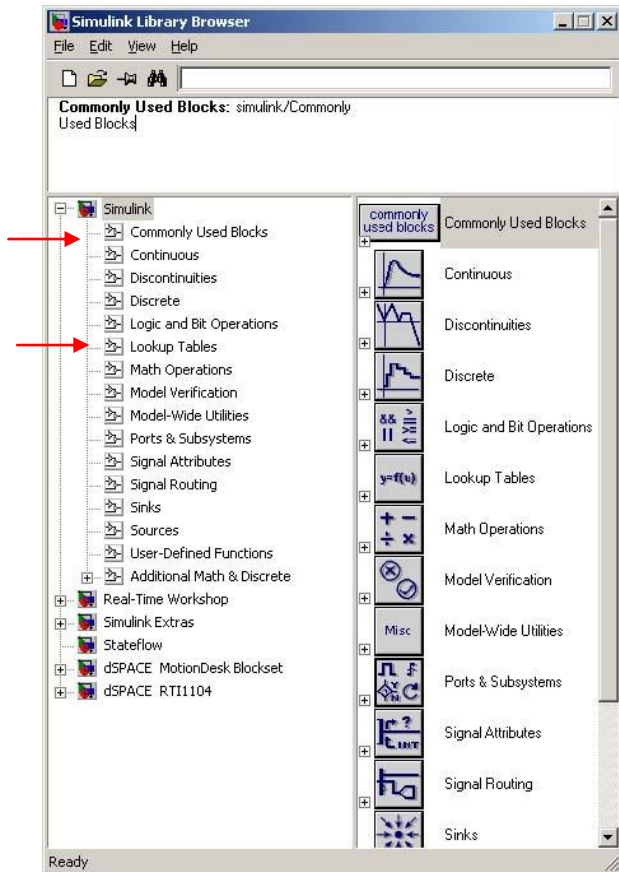 Simulink Library Browser
File Edit View Help
Commonly Used Blocks: simulink/Commonly
Used Blocks
Simulink
Commonly Used Blocks
Continuous
Discontinuities
Discrete
Logic and Bit Operations
Lookup Tables
Math Operations
Model Verification
Model-Wide Utilities
Ports & Subsystems
Signal Attributes
Signal Routing
Sinks
Sources
User-Defined Functions
Additional Math & Discrete
Real-Time Workshop
Simulink Extras
Stateflow
dSPACE MotionDesk Blockset
dSPACE RTI1104
commonly
used blocks
Commonly Used Blocks
Continuous
Discontinuities
Discrete
&& >=
|| <=
Logic and Bit Operations
y=f(u)
Lookup Tables
+ −
÷ ×
Math Operations
Model Verification
Misc
Model-Wide Utilities
Y
N
Ports & Subsystems
?
INT
Signal Attributes
Signal Routing
Sinks
Ready